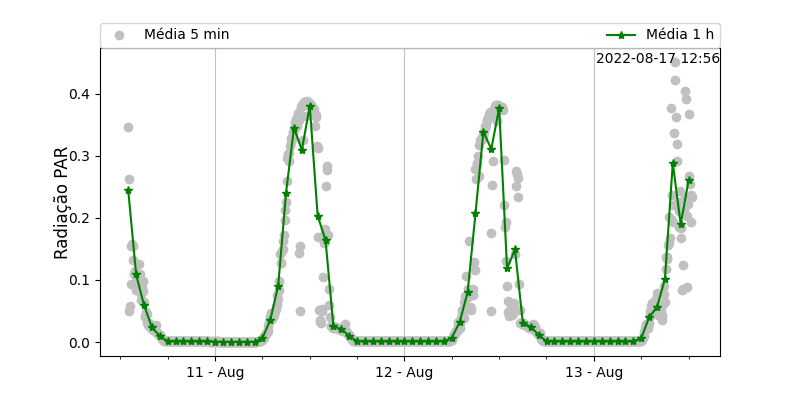 Média 5 min
Média 1 h
2022-08-17 12:56
Radiação PAR
0.4
0.3
0.2
0.1
0.0
11 - Aug
12 - Aug
13 - Aug